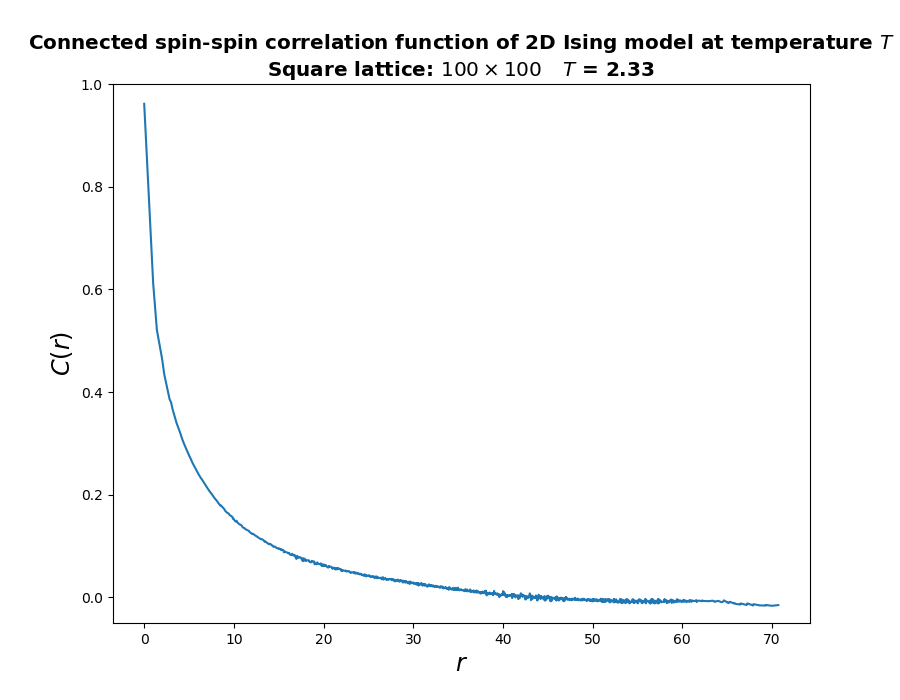 Connected spin-spin correlation function of 2D Ising model at temperature T
Square lattice: 100 × 100 T = 2.33
1.0
0.8
0.6
0.4
0.2
0.0
C(r)
0 10 20 30 40 50 60 70
r